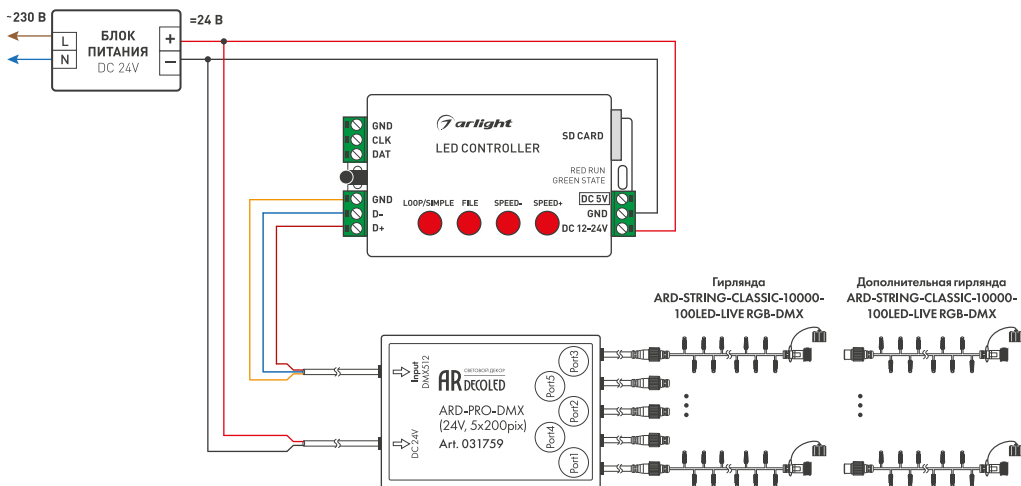 ~230 В
=24 В
L
N
БЛОК
ПИТАНИЯ
DC 24V
+
−
GND
CLK
DAT
GND
D-
D+
arlight
LED CONTROLLER
SD CARD
RED RUN
GREEN STATE
LOOP/SIMPLE
FILE
SPEED-
SPEED+
DC 5V
GND
DC 12-24V
Гирлянда
ARD-STRING-CLASSIC-10000-
100LED-LIVE RGB-DMX
Дополнительная гирлянда
ARD-STRING-CLASSIC-10000-
100LED-LIVE RGB-DMX
Input
DMX512
DC 24V
AR СВЕТОВОЙ ДЕКОР
DECOLED
ARD-PRO-DMX
(24V, 5x200pix)
Art. 031759
Port3
Port5
Port2
Port4
Port1